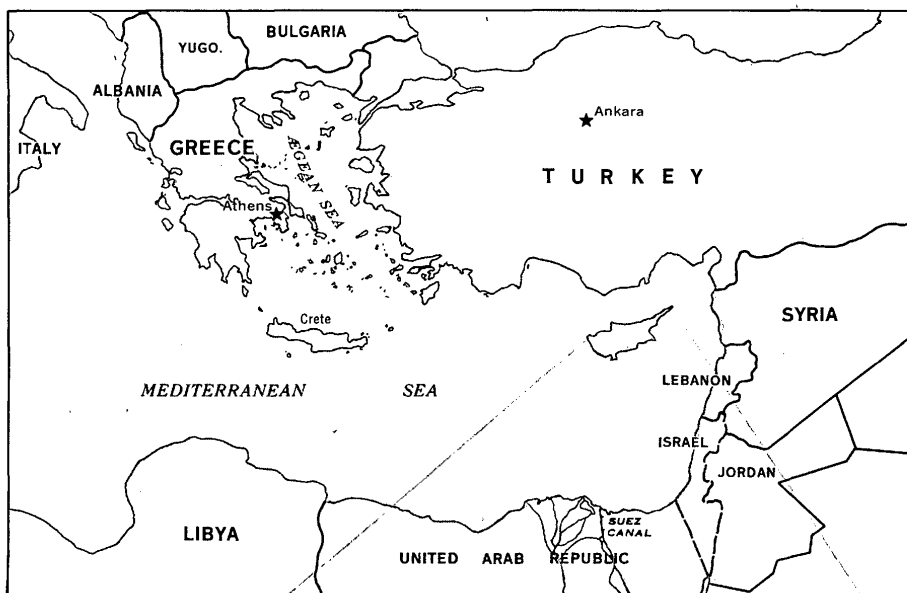 BULGARIA
YUGO.
ALBANIA
Ankara
ITALY
GREECE
TURKEY
ÆGEAN SEA
Athens
Crete
SYRIA
LEBANON
MEDITERRANEAN SEA
ISRAEL
JORDAN
SUEZ
CANAL
LIBYA
UNITED ARAB REPUBLIC